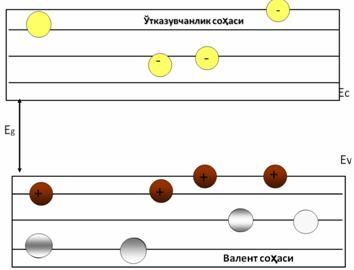 Ўтказувчанлик соҳаси
-
-
-
Ec
Eg
Ev
+
+
+
+
Валент соҳаси